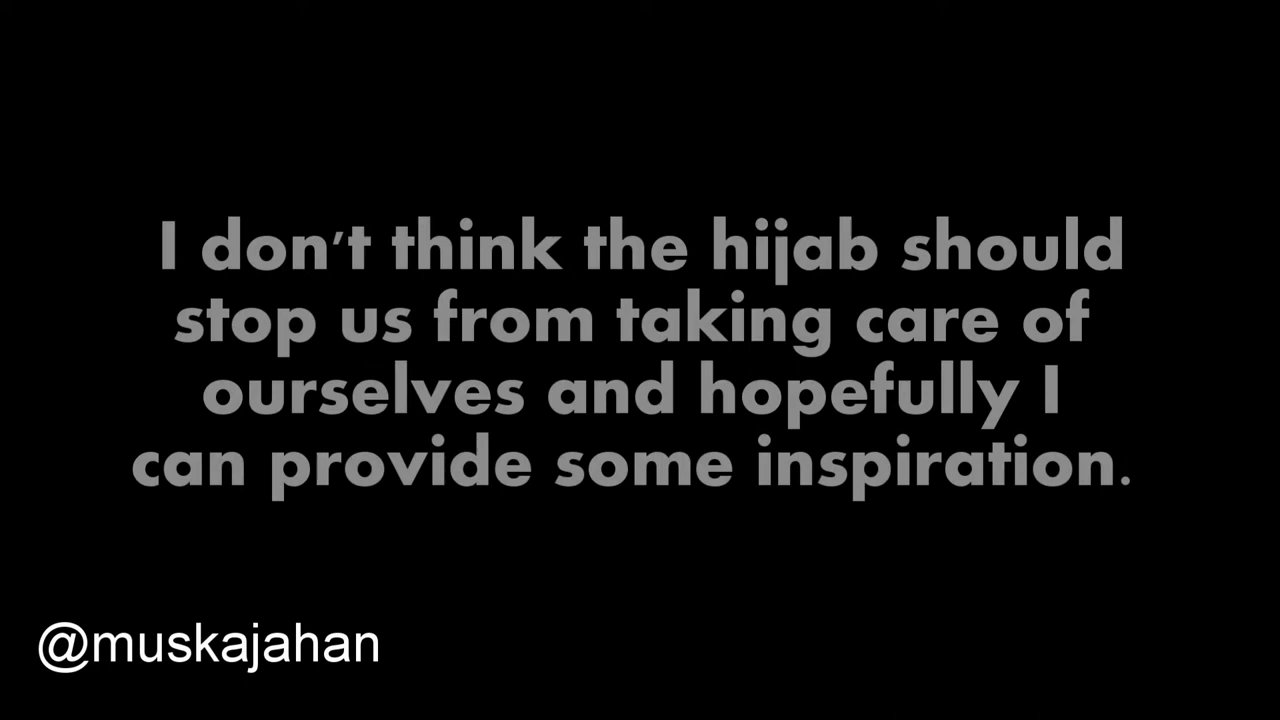 I don't think the hijab should
stop us from taking care of
ourselves and hopefully I
can provide some inspiration.
@muskajahan